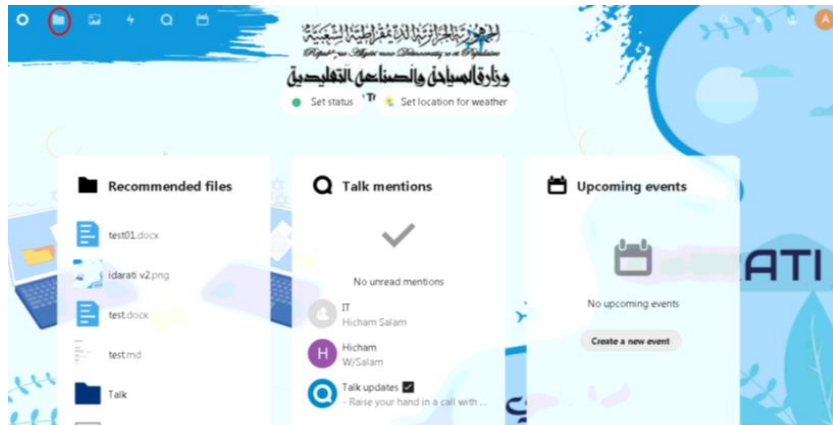 A
الجمهورية الجزائرية الديمقراطية الشعبية
وزارة السياحة والصناعة التقليدية
Set status
Set location for weather
Recommended files
test01.docx
idarati v2.png
test.docx
test.md
Talk
Talk mentions
No unread mentions
IT
Hicham Salam
H
Hicham
W/Salam
Talk updates ☑
- Raise your hand in a call with ...
Upcoming events
No upcoming events
Create a new event
ATI